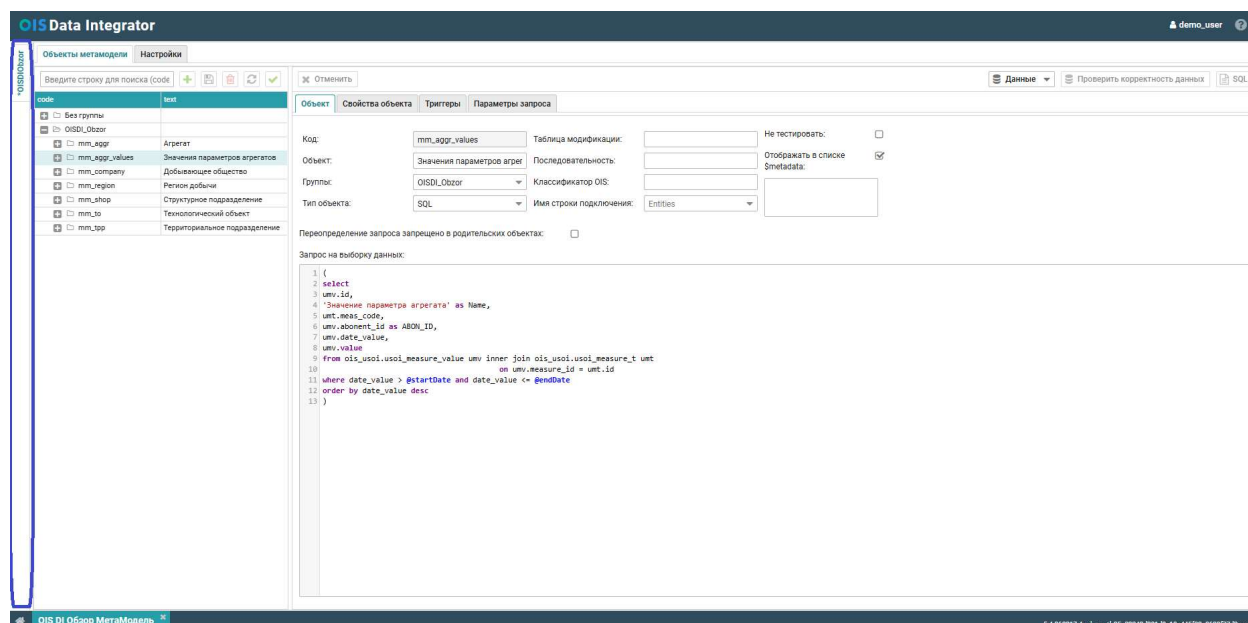 OIS Data Integrator
demo_user
*OISDIObzor
Объекты метамодели Настройки
Введите строку для поиска (code
Отменить
Данные
Проверить корректность данных
SQL
code text
Без группы
OISDI_Obzor
mm_aggr Агрегат
mm_aggr_values Значения параметров агрегатов
mm_company Добывающее общество
mm_region Регион добычи
mm_shop Структурное подразделение
mm_to Технологический объект
mm_tpp Территориальное подразделение
Объект Свойства объекта Триггеры Параметры запроса
Код: mm_aggr_values Таблица модификации: Не тестировать:
Объект: Значения параметров агрег Последовательность: Отображать в списке
$metadata:
Группы: OISDI_Obzor Классификатор OIS:
Тип объекта: SQL Имя строки подключения: Entities
Переопределение запроса запрещено в родительских объектах:
Запрос на выборку данных:
1 (
2 select
3 umv.id,
4 'Значение параметра агрегата' as Name,
5 umt.meas_code,
6 umv.abonent_id as ABON_ID,
7 umv.date_value,
8 umv.value
9 from ois_usoi.usoi_measure_value umv inner join ois_usoi.usoi_measure_t umt
10 on umv.measure_id = umt.id
11 where date_value > @startDate and date_value <= @endDate
12 order by date_value desc
13 )
OIS DI Обзор МетаМодель